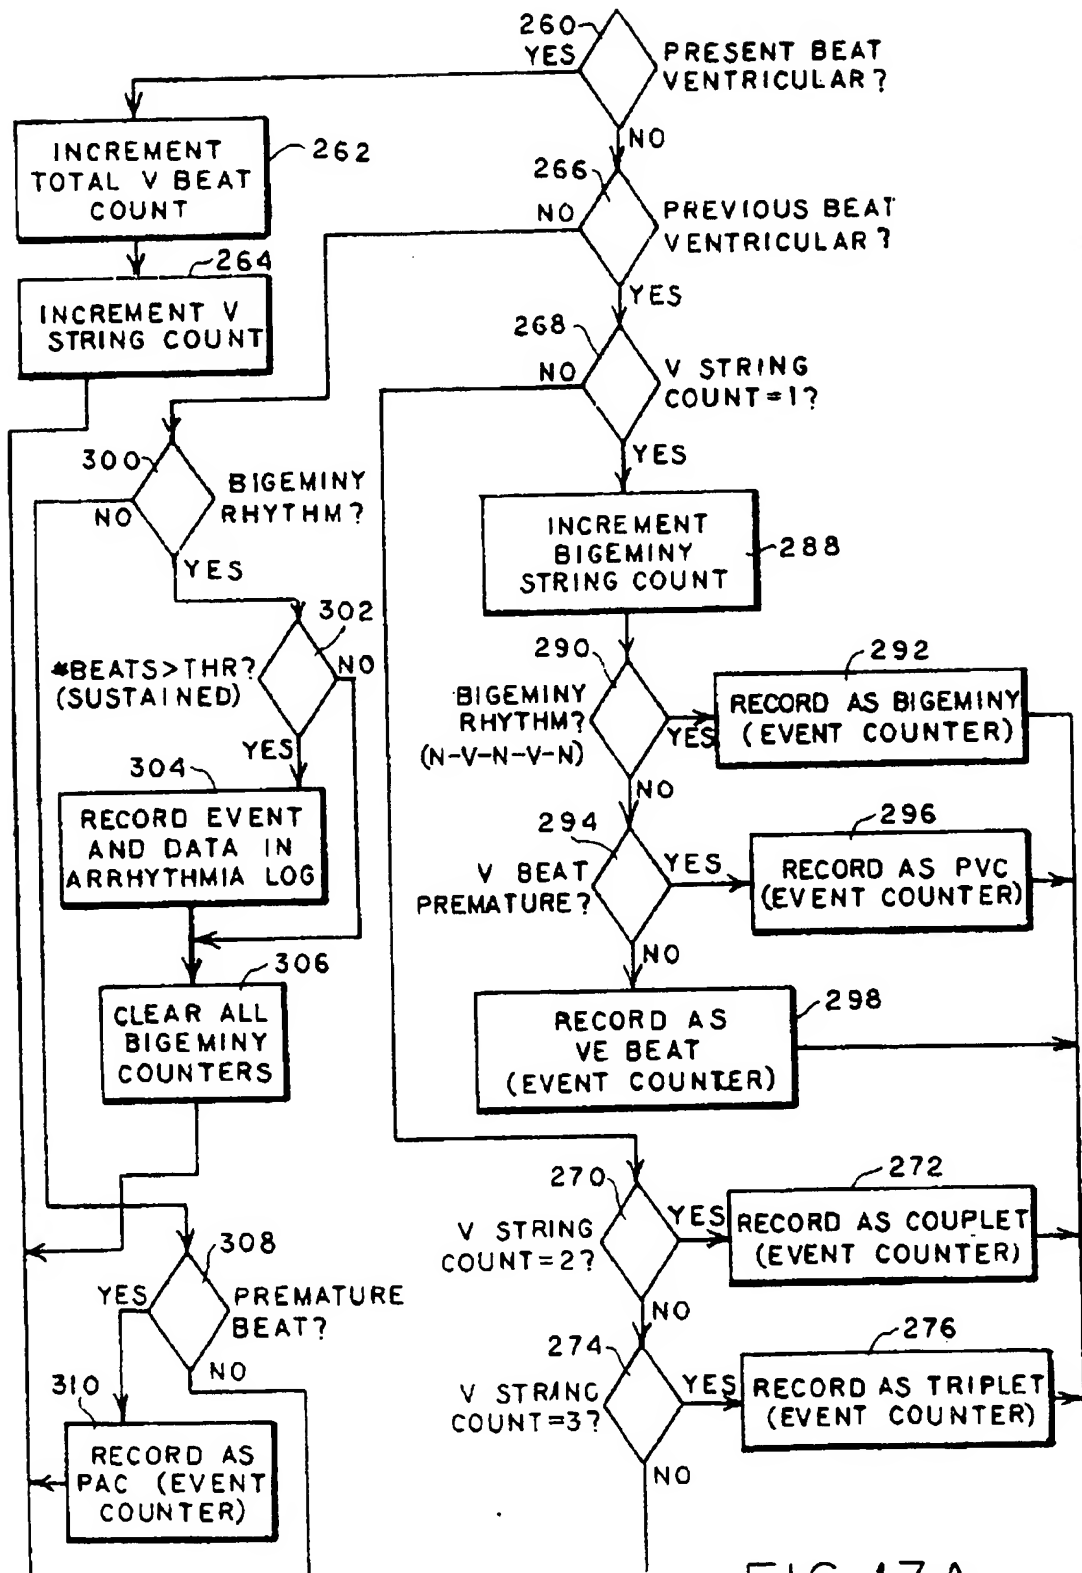 260
YES
PRESENT BEAT
VENTRICULAR?
NO
INCREMENT
TOTAL V BEAT
COUNT
262
266
NO
PREVIOUS BEAT
VENTRICULAR?
YES
264
INCREMENT V
STRING COUNT
268
NO
V STRING
COUNT=1?
YES
300
NO
BIGEMINY
RHYTHM?
YES
INCREMENT
BIGEMINY
STRING COUNT
288
302
*BEATS>THR?
(SUSTAINED)
NO
YES
290
BIGEMINY
RHYTHM?
(N-V-N-V-N)
YES
NO
292
RECORD AS BIGEMINY
(EVENT COUNTER)
304
RECORD EVENT
AND DATA IN
ARRHYTHMIA LOG
294
V BEAT
PREMATURE?
YES
NO
296
RECORD AS PVC
(EVENT COUNTER)
306
CLEAR ALL
BIGEMINY
COUNTERS
298
RECORD AS
VE BEAT
(EVENT COUNTER)
270
V STRING
COUNT=2?
YES
NO
272
RECORD AS COUPLET
(EVENT COUNTER)
308
YES
PREMATURE
BEAT?
NO
274
V STRING
COUNT=3?
YES
NO
276
RECORD AS TRIPLET
(EVENT COUNTER)
310
RECORD AS
PAC (EVENT
COUNTER)
FIG. 17A